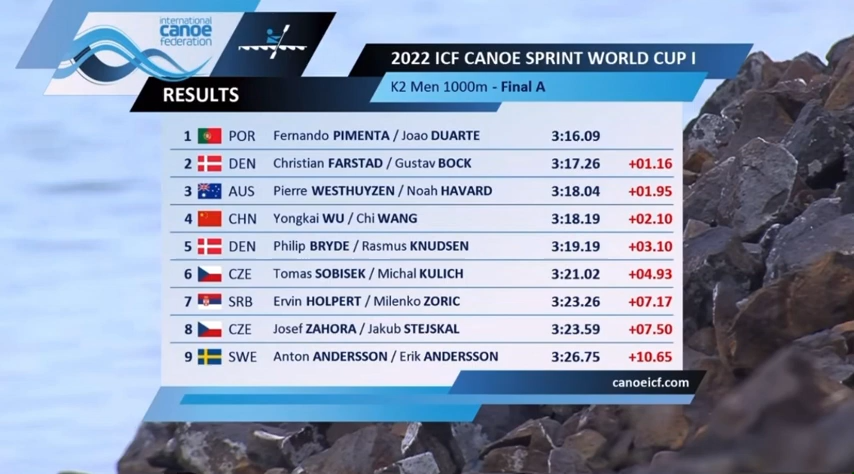 international
canoe
federation
2022 ICF CANOE SPRINT WORLD CUP I
K2 Men 1000m - Final A
RESULTS
1 POR Fernando PIMENTA / Joao DUARTE 3:16.09
2 DEN Christian FARSTAD / Gustav BOCK 3:17.26 +01.16
3 AUS Pierre WESTHUYZEN / Noah HAVARD 3:18.04 +01.95
4 CHN Yongkai WU / Chi WANG 3:18.19 +02.10
5 DEN Philip BRYDE / Rasmus KNUDSEN 3:19.19 +03.10
6 CZE Tomas SOBISEK / Michal KULICH 3:21.02 +04.93
7 SRB Ervin HOLPERT / Milenko ZORIC 3:23.26 +07.17
8 CZE Josef ZAHORA / Jakub STEJSKAL 3:23.59 +07.50
9 SWE Anton ANDERSSON / Erik ANDERSSON 3:26.75 +10.65
canoeicf.com